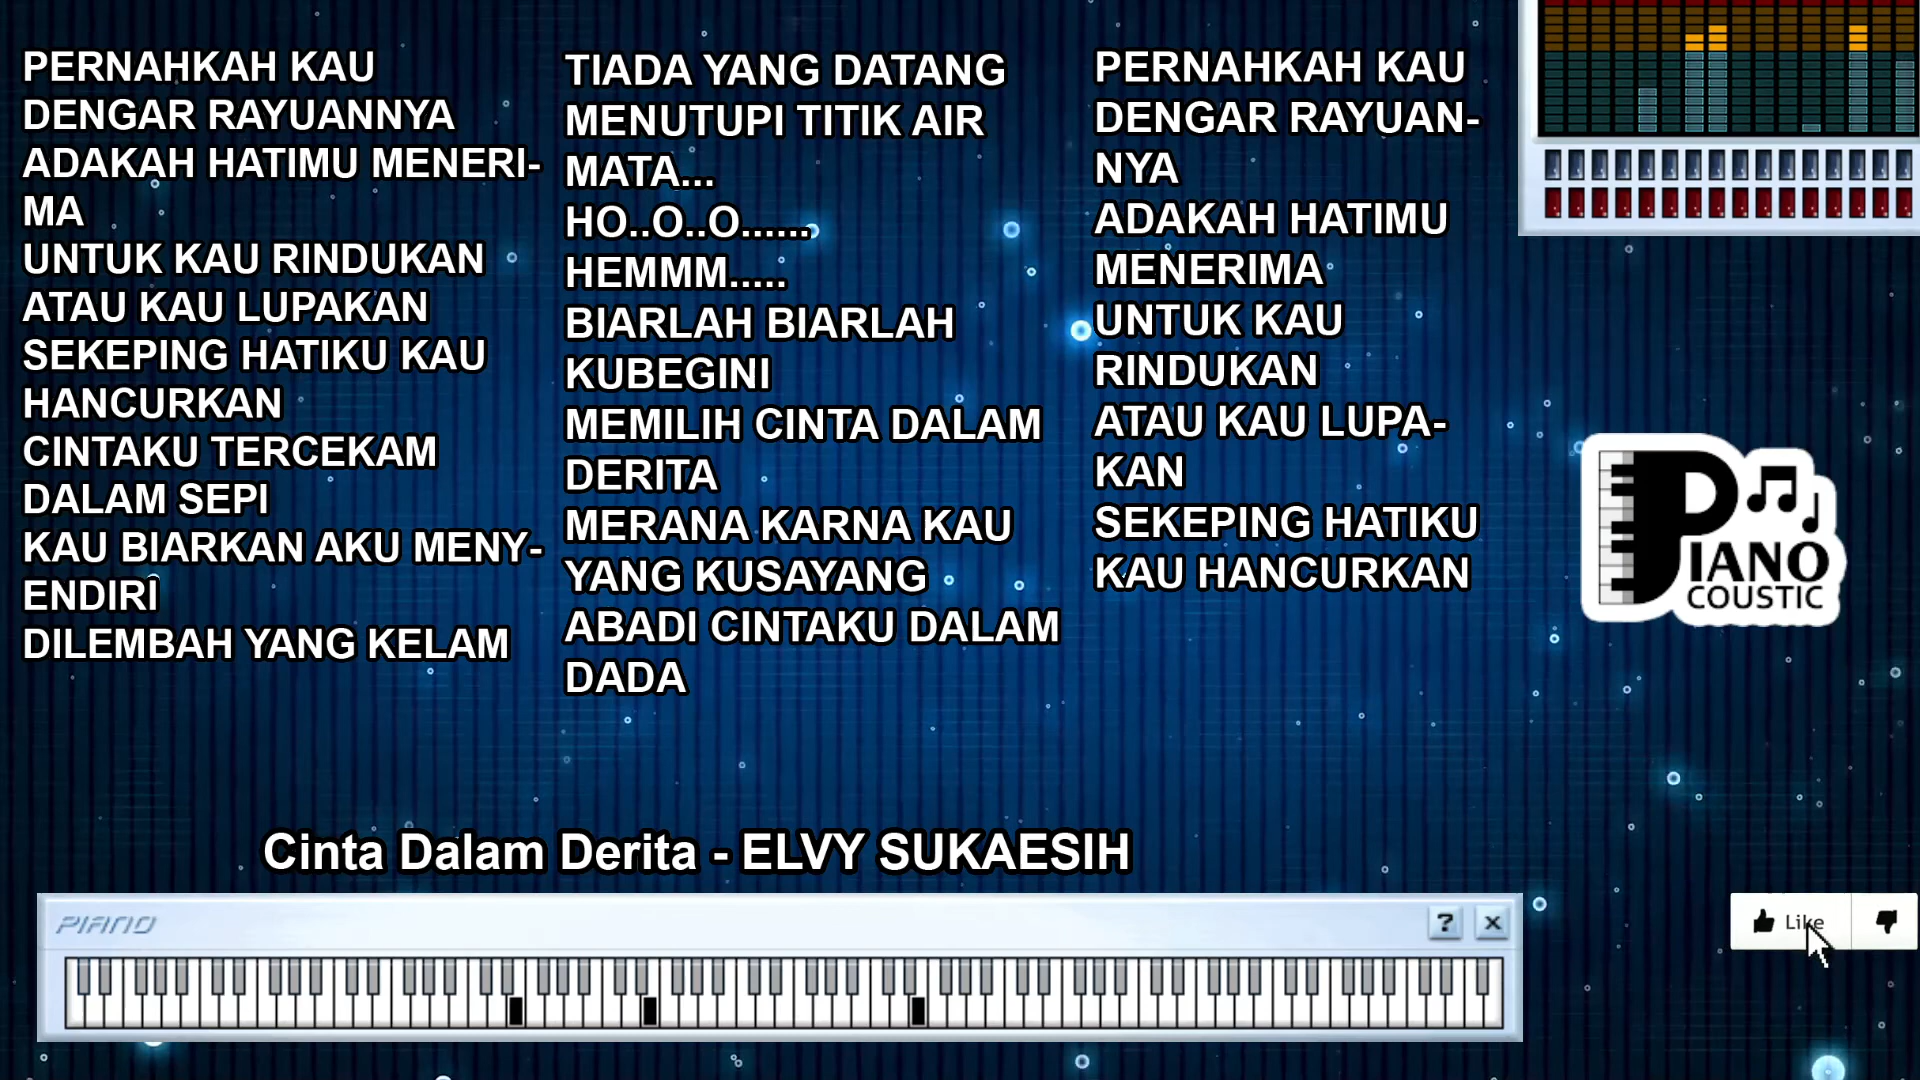 PERNAHKAH KAU
DENGAR RAYUANNYA
ADAKAH HATIMU MENERI-
MA
UNTUK KAU RINDUKAN
ATAU KAU LUPAKAN
SEKEPING HATIKU KAU
HANCURKAN
CINTAKU TERCEKAM
DALAM SEPI
KAU BIARKAN AKU MENY-
ENDIRI
DILEMBAH YANG KELAM
TIADA YANG DATANG
MENUTUPI TITIK AIR
MATA...
HO..O..O......
HEMMM.....
BIARLAH BIARLAH
KUBEGINI
MEMILIH CINTA DALAM
DERITA
MERANA KARNA KAU
YANG KUSAYANG
ABADI CINTAKU DALAM
DADA
PERNAHKAH KAU
DENGAR RAYUAN-
NYA
ADAKAH HATIMU
MENERIMA
UNTUK KAU
RINDUKAN
ATAU KAU LUPA-
KAN
SEKEPING HATIKU
KAU HANCURKAN
PIANO
COUSTIC
Cinta Dalam Derita - ELVY SUKAESIH
PIANO
? X
Like